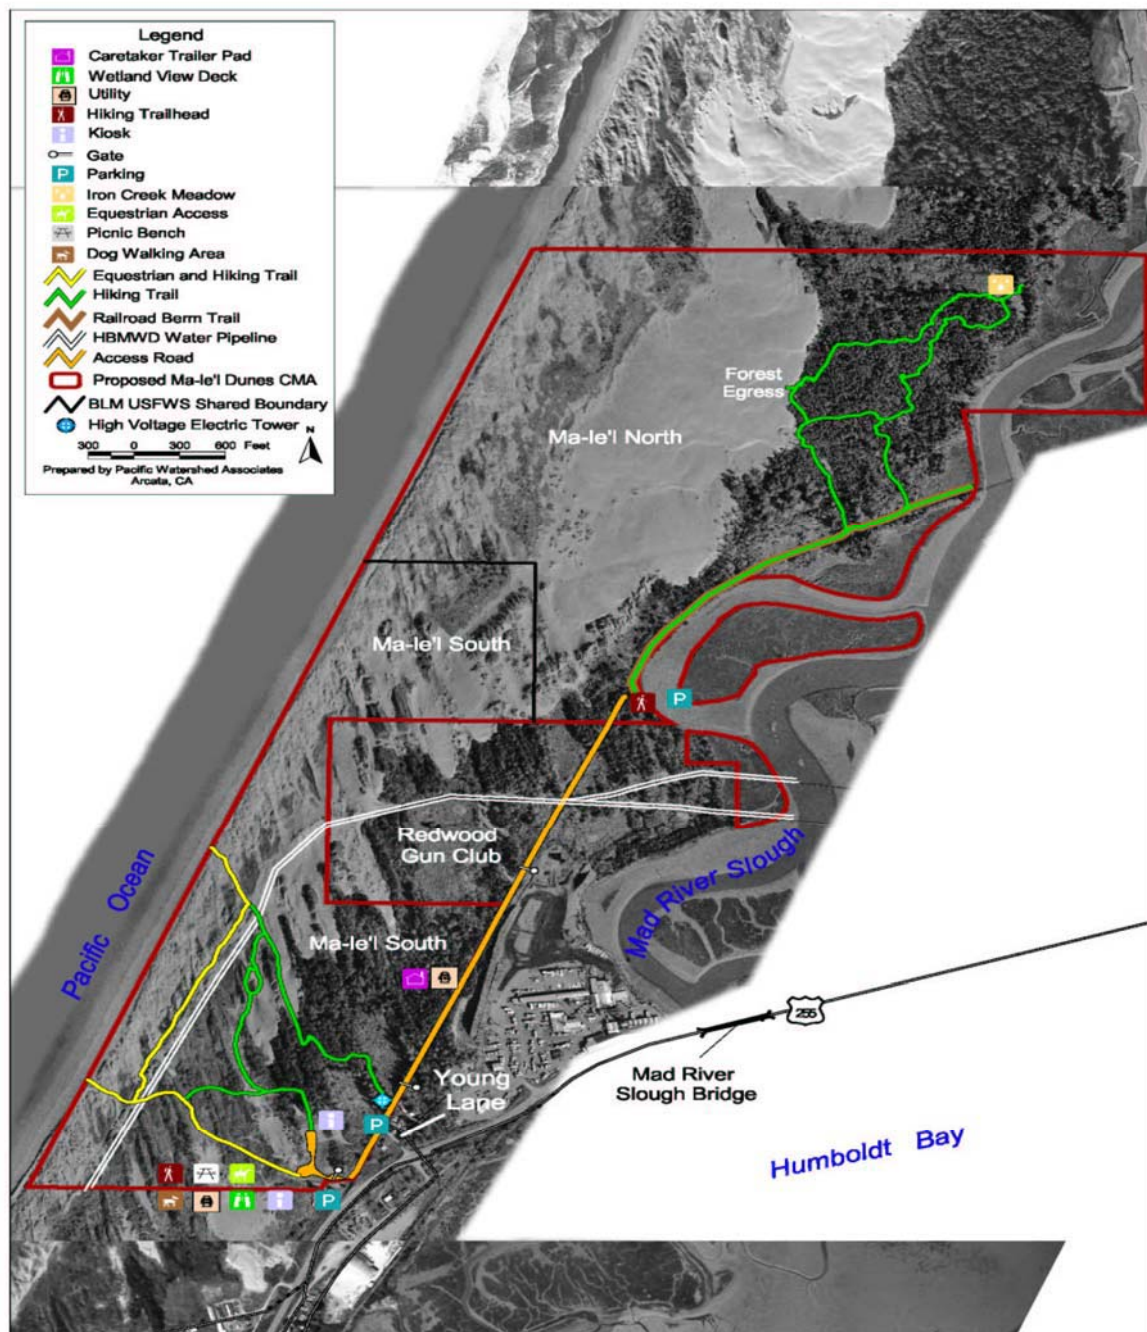 Legend
Caretaker Trailer Pad
Wetland View Deck
Utility
Hiking Trailhead
Kiosk
Gate
P Parking
Iron Creek Meadow
Equestrian Access
Picnic Bench
Dog Walking Area
Equestrian and Hiking Trail
Hiking Trail
Railroad Berm Trail
HBMWD Water Pipeline
Access Road
Proposed Ma-le'l Dunes CMA
BLM USFWS Shared Boundary
High Voltage Electric Tower
300 0 300 600 Feet
N
Prepared by Pacific Watershed Associates
Arcata, CA
Forest
Egress
Ma-le'l North
Ma-le'l South
P
Redwood
Gun Club
Mad River Slough
Pacific Ocean
Ma-le'l South
255
Mad River
Slough Bridge
Young
Lane
P
Humboldt Bay
P